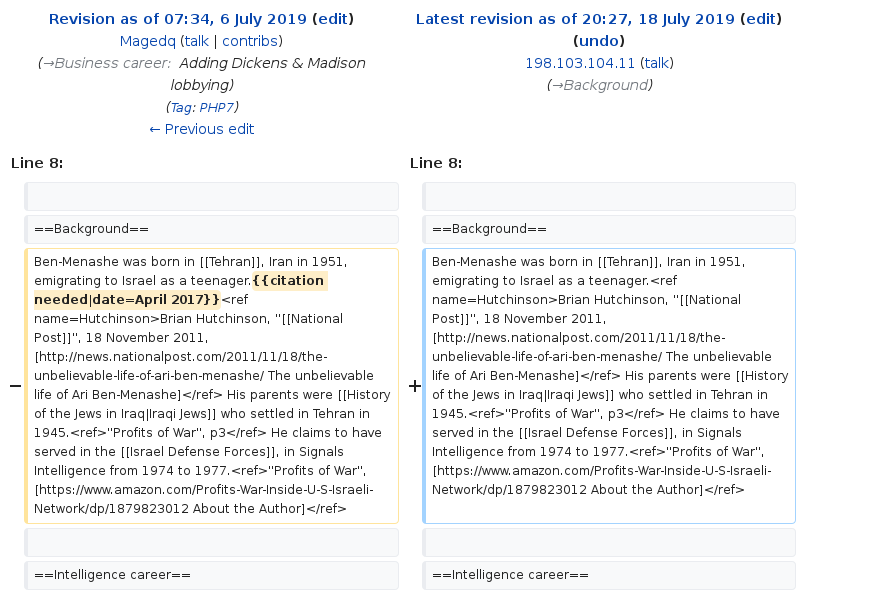 Revision as of 07:34, 6 July 2019 (edit)
Magedq (talk | contribs)
(→Business career: Adding Dickens & Madison
lobbying)
(Tag: PHP7)
← Previous edit
Latest revision as of 20:27, 18 July 2019 (edit)
(undo)
198.103.104.11 (talk)
(→Background)
Line 8:
Line 8:
==Background==
==Background==
−
Ben-Menashe was born in [[Tehran]], Iran in 1951,
emigrating to Israel as a teenager.{{citation
needed|date=April 2017}}<ref
name=Hutchinson>Brian Hutchinson, "[[National
Post]]", 18 November 2011,
[http://news.nationalpost.com/2011/11/18/the-
unbelievable-life-of-ari-ben-menashe/ The unbelievable
life of Ari Ben-Menashe]</ref> His parents were [[History
of the Jews in Iraq|Iraqi Jews]] who settled in Tehran in
1945.<ref>"Profits of War", p3</ref> He claims to have
served in the [[Israel Defense Forces]], in Signals
Intelligence from 1974 to 1977.<ref>"Profits of War",
[https://www.amazon.com/Profits-War-Inside-U-S-Israeli-
Network/dp/1879823012 About the Author]</ref>
+
Ben-Menashe was born in [[Tehran]], Iran in 1951,
emigrating to Israel as a teenager.<ref
name=Hutchinson>Brian Hutchinson, "[[National
Post]]", 18 November 2011,
[http://news.nationalpost.com/2011/11/18/the-
unbelievable-life-of-ari-ben-menashe/ The unbelievable
life of Ari Ben-Menashe]</ref> His parents were [[History
of the Jews in Iraq|Iraqi Jews]] who settled in Tehran in
1945.<ref>"Profits of War", p3</ref> He claims to have
served in the [[Israel Defense Forces]], in Signals
Intelligence from 1974 to 1977.<ref>"Profits of War",
[https://www.amazon.com/Profits-War-Inside-U-S-Israeli-
Network/dp/1879823012 About the Author]</ref>
==Intelligence career==
==Intelligence career==